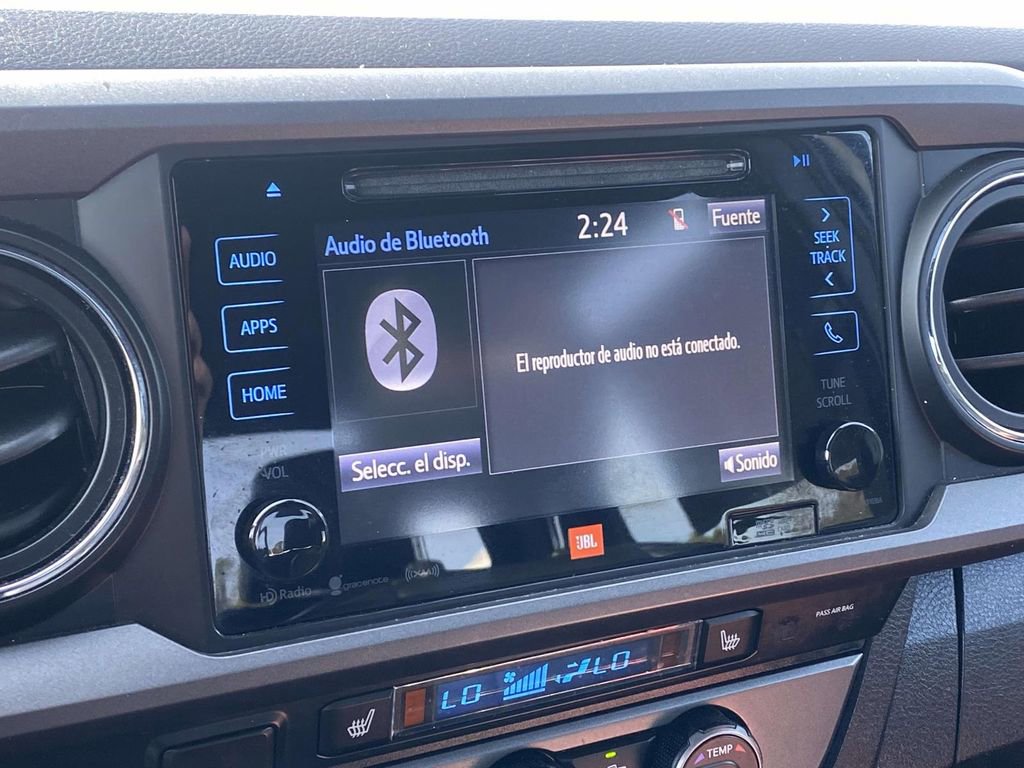 AUDIO
APPS
HOME
VOL
Audio de Bluetooth
2:24
Fuente
El reproductor de audio no está conectado.
Selecc. el disp.
Sonido
SEEK
TRACK
TUNE
SCROLL
HD Radio
gracenote
JBL
PASS AIR BAG
LO
LO
TEMP